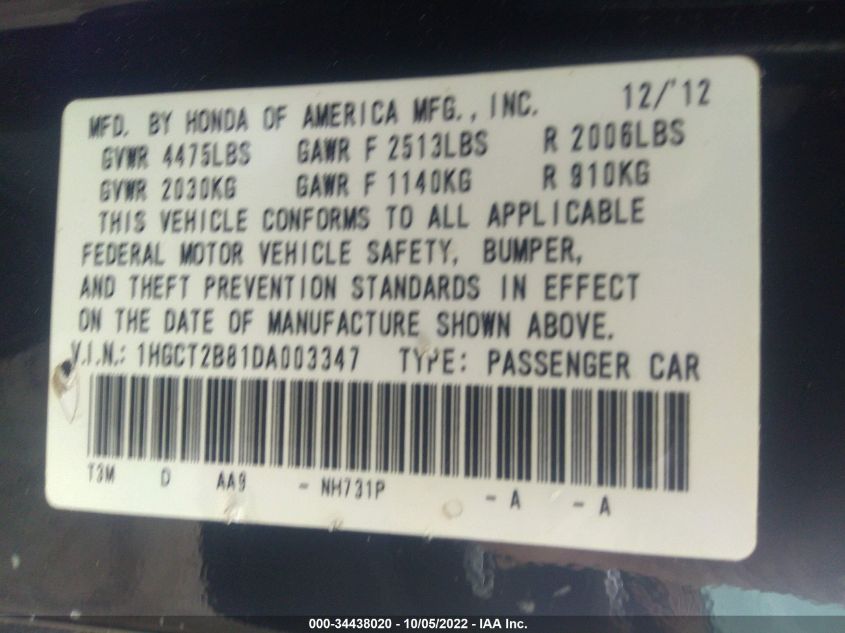 MFD. BY HONDA OF AMERICA MFG., INC. 12/'12
GVWR 4475LBS GAWR F 2513LBS R 2006LBS
GVWR 2030KG GAWR F 1140KG R 910KG
THIS VEHICLE CONFORMS TO ALL APPLICABLE
FEDERAL MOTOR VEHICLE SAFETY, BUMPER,
AND THEFT PREVENTION STANDARDS IN EFFECT
ON THE DATE OF MANUFACTURE SHOWN ABOVE.
V.I.N.: 1HGCT2B81DA003347 TYPE: PASSENGER CAR
T3M D AA9 - NH731P - A - A
000-34438020 - 10/05/2022 - IAA Inc.